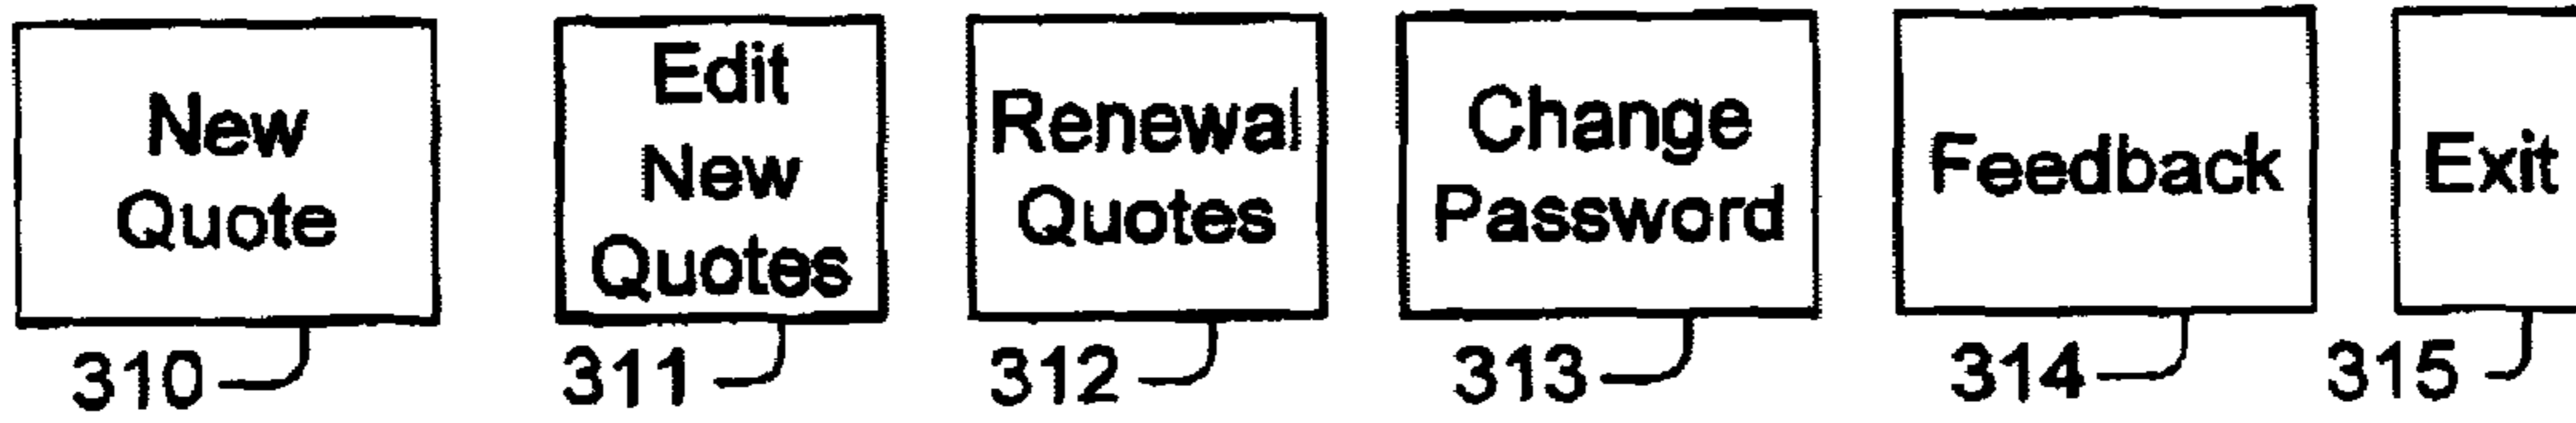 New
Quote
Edit
New
Quotes
Renewal
Quotes
Change
Password
Feedback
Exit
310
311
312
313
314
315